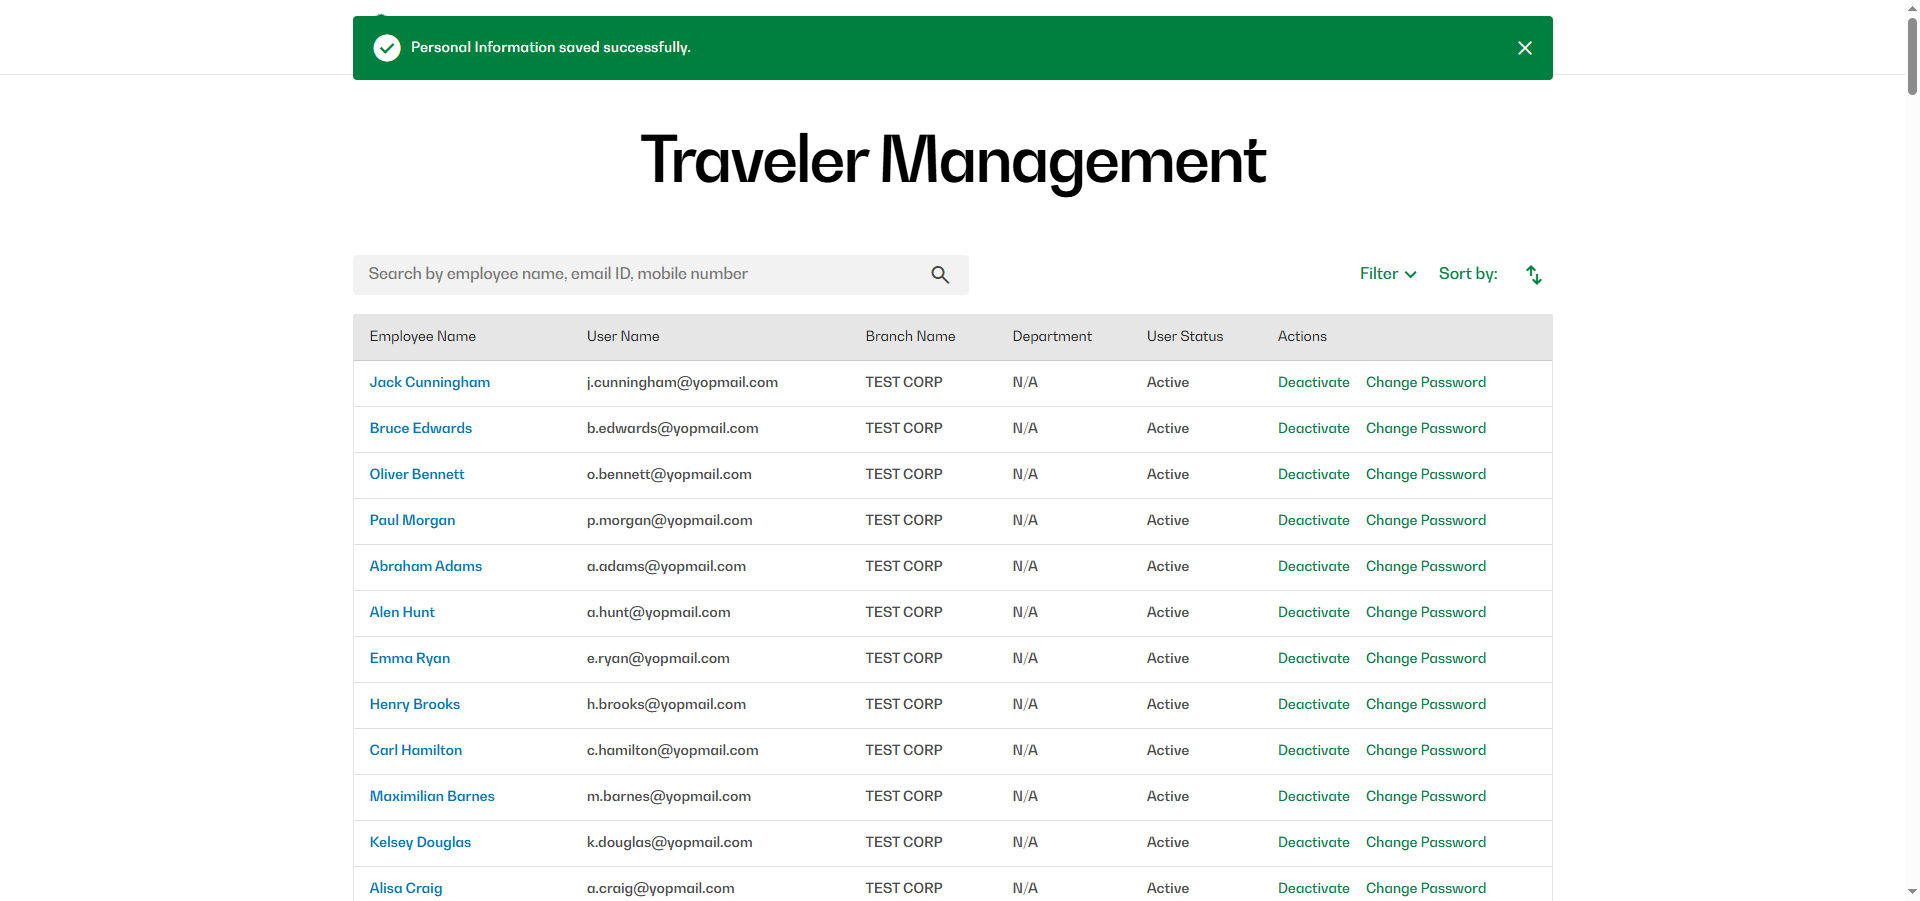 Personal Information saved successfully.
Traveler Management
Search by employee name, email ID, mobile number
Filter Sort by:
Employee Name User Name Branch Name Department User Status Actions
Jack Cunningham j.cunningham@yopmail.com TEST CORP N/A Active Deactivate Change Password
Bruce Edwards b.edwards@yopmail.com TEST CORP N/A Active Deactivate Change Password
Oliver Bennett o.bennett@yopmail.com TEST CORP N/A Active Deactivate Change Password
Paul Morgan p.morgan@yopmail.com TEST CORP N/A Active Deactivate Change Password
Abraham Adams a.adams@yopmail.com TEST CORP N/A Active Deactivate Change Password
Alen Hunt a.hunt@yopmail.com TEST CORP N/A Active Deactivate Change Password
Emma Ryan e.ryan@yopmail.com TEST CORP N/A Active Deactivate Change Password
Henry Brooks h.brooks@yopmail.com TEST CORP N/A Active Deactivate Change Password
Carl Hamilton c.hamilton@yopmail.com TEST CORP N/A Active Deactivate Change Password
Maximilian Barnes m.barnes@yopmail.com TEST CORP N/A Active Deactivate Change Password
Kelsey Douglas k.douglas@yopmail.com TEST CORP N/A Active Deactivate Change Password
Alisa Craig a.craig@yopmail.com TEST CORP N/A Active Deactivate Change Password